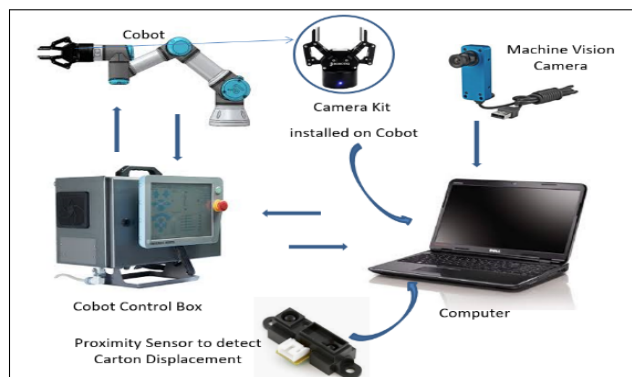 Cobot
Machine Vision
Camera
Camera Kit
installed on Cobot
Cobot Control Box
Computer
Proximity Sensor to detect
Carton Displacement